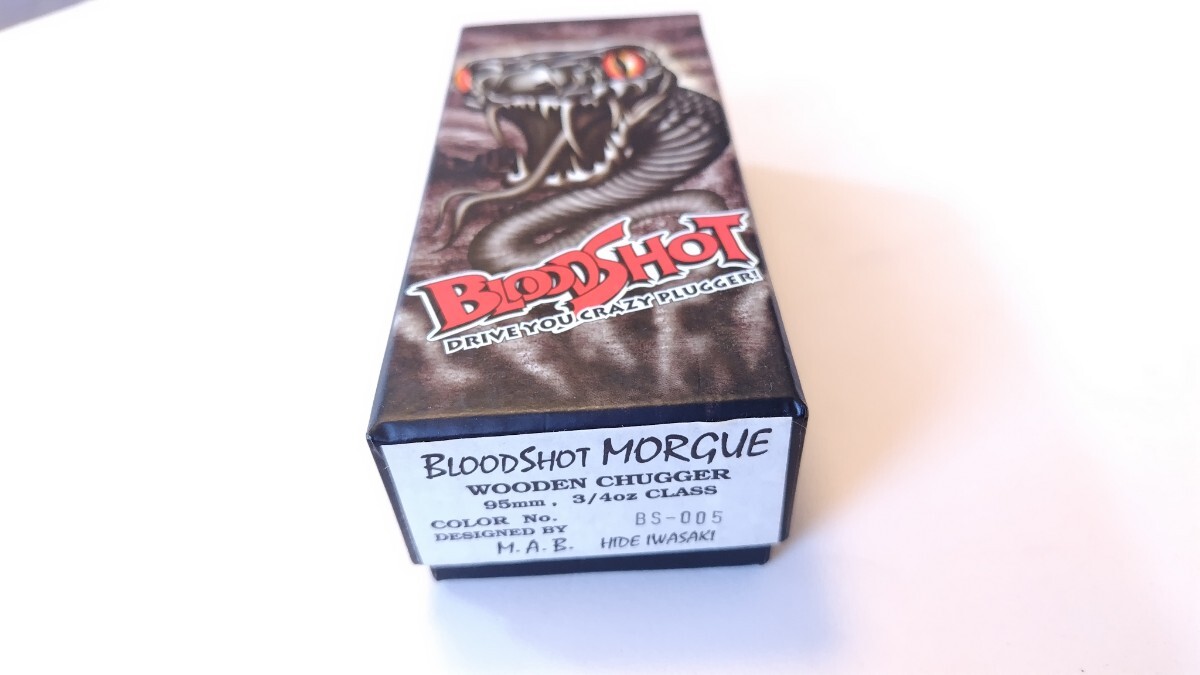 BLOODSHOT
DRIVE YOU CRAZY PLUGGER!
BLOODSHOT MORGUE
WOODEN CHUGGER
95mm, 3/4oz CLASS
COLOR No. BS-005
DESIGNED BY
M.A.B. HIDE IWASAKI